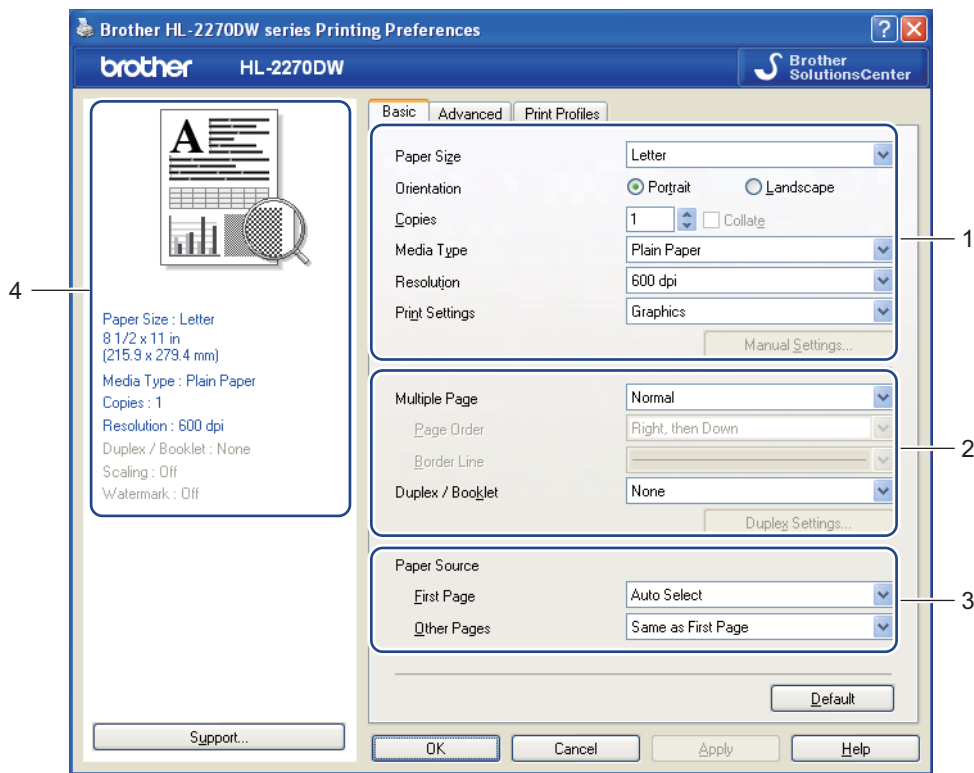 Brother HL-2270DW series Printing Preferences
brother HL-2270DW Brother SolutionsCenter
Basic Advanced Print Profiles
A
Paper Size Letter
Orientation Portrait Landscape
Copies 1 Collate
Media Type Plain Paper
Resolution 600 dpi
Print Settings Graphics
Manual Settings...
1
4
Paper Size : Letter
8 1/2 x 11 in
(215.9 x 279.4 mm)
Media Type : Plain Paper
Copies : 1
Resolution : 600 dpi
Duplex / Booklet : None
Scaling : Off
Watermark : Off
Multiple Page Normal
Page Order Right, then Down
Border Line
Duplex / Booklet None
Duplex Settings...
2
Paper Source
First Page Auto Select
Other Pages Same as First Page
3
Default
Support...
OK Cancel Apply Help